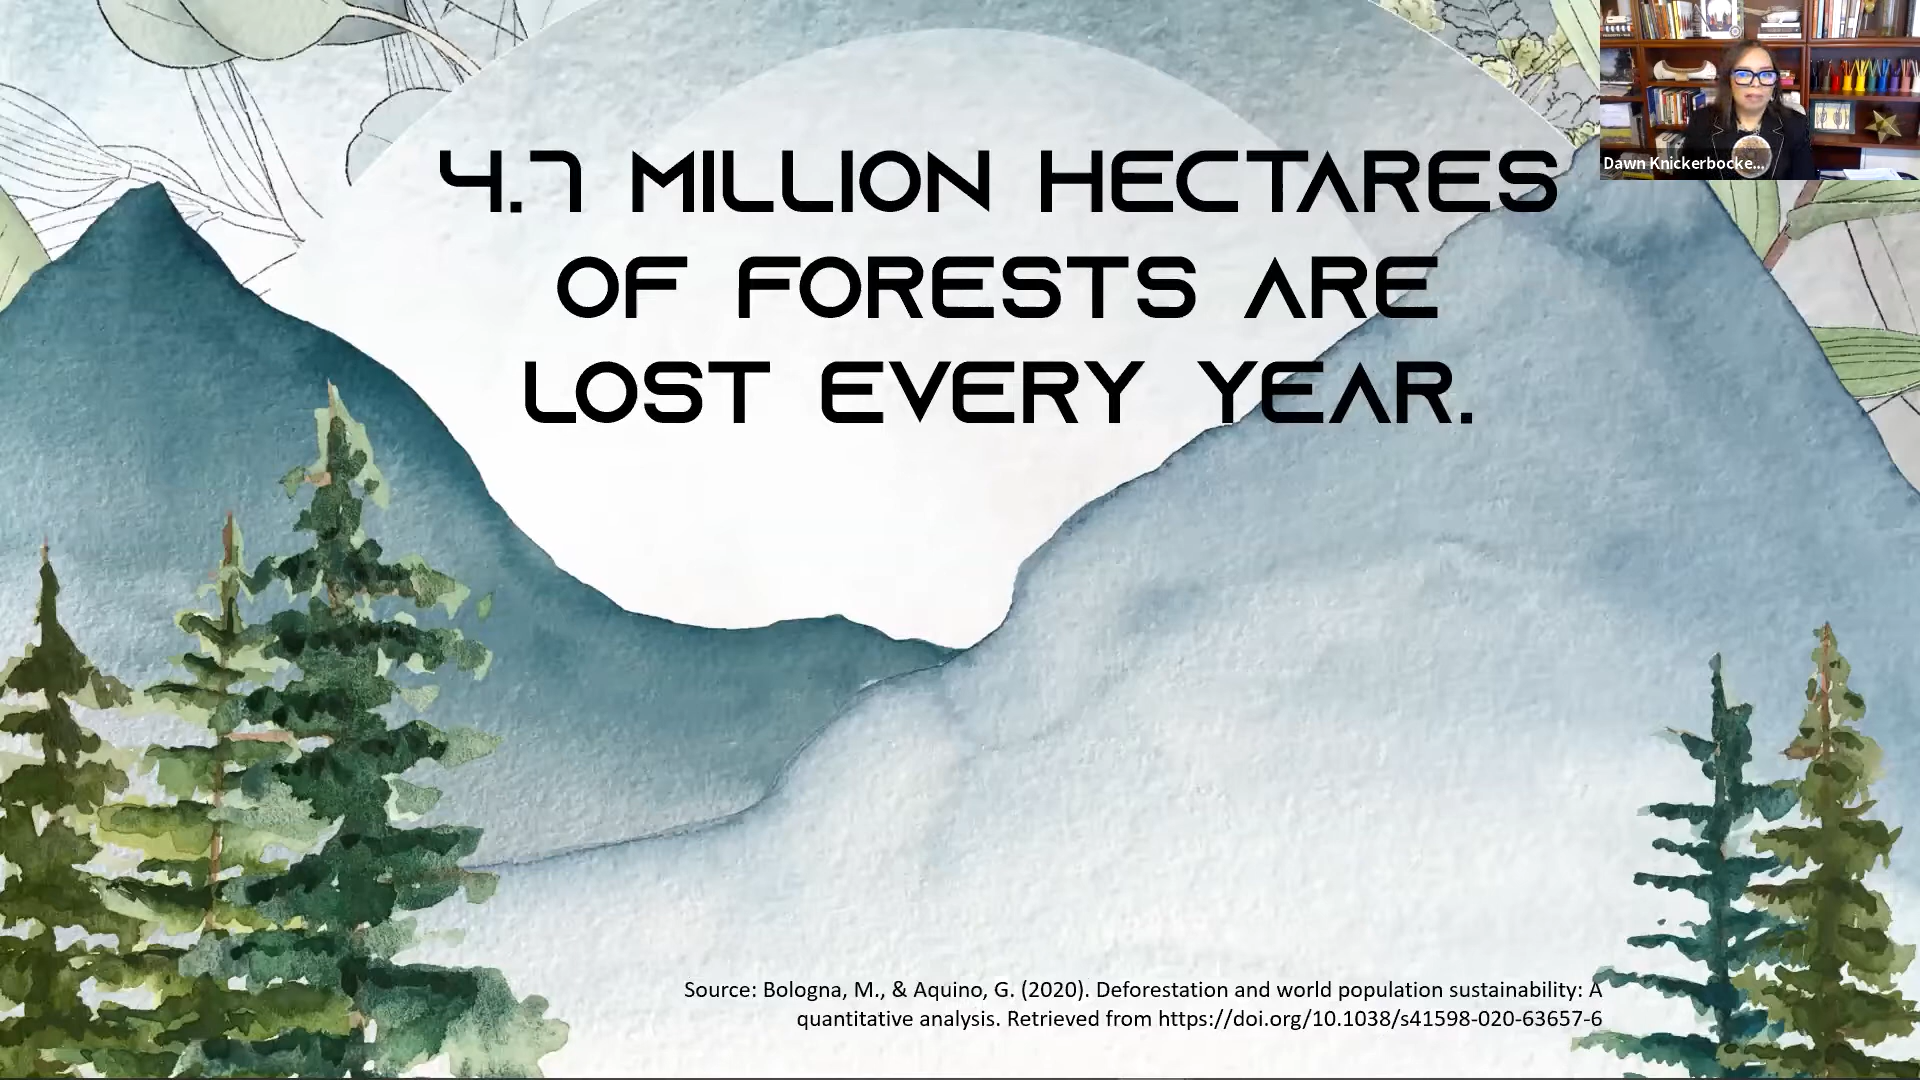 4.7 MILLION HECTARES
OF FORESTS ARE
LOST EVERY YEAR.
Dawn Knickerbocke...
Source: Bologna, M., & Aquino, G. (2020). Deforestation and world population sustainability: A
quantitative analysis. Retrieved from https://doi.org/10.1038/s41598-020-63657-6